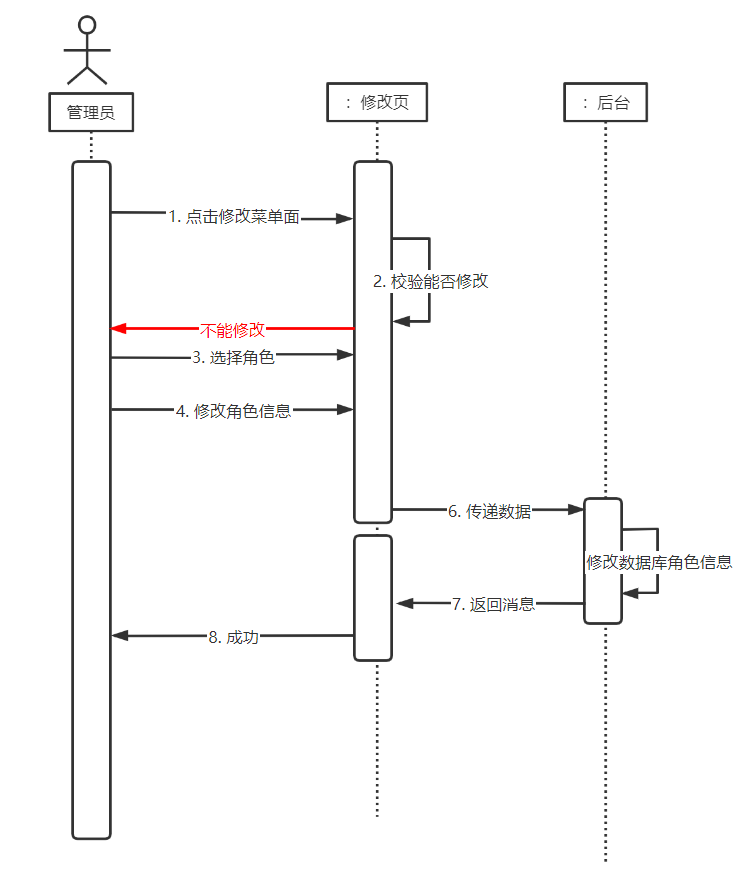 管理员
: 修改页
: 后台
1. 点击修改菜单面
2. 校验能否修改
不能修改
3. 选择角色
4. 修改角色信息
6. 传递数据
修改数据库角色信息
7. 返回消息
8. 成功